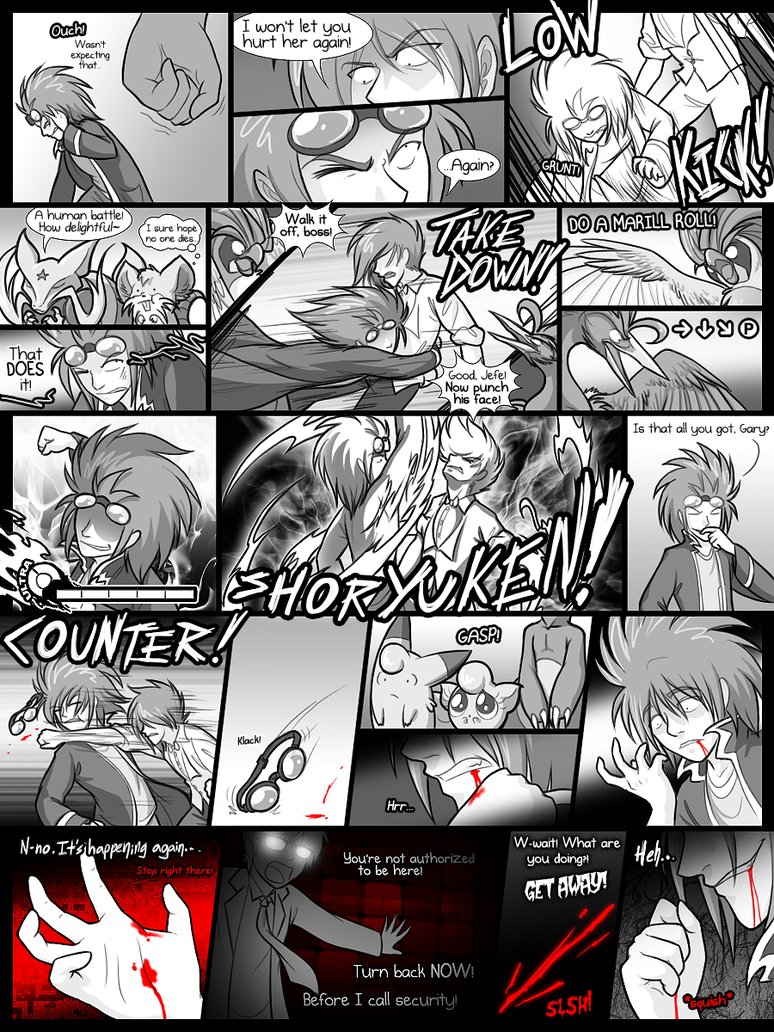 Ouch!
Wasn't
expecting
that...
I won't let you
hurt her again!
...Again?
LOW
KICK!
GRUNT!
A human battle!
How delightful~
I sure hope
no one dies...
That
DOES
it!
Walk it
off, boss!
TAKE
DOWN!
Good, Jefe!
Now punch
his face!
DO A MARILL ROLL!
P
ULTRA
SHORYUKEN!
Is that all you got, Gary?
COUNTER!
Klack!
GASP!
Hrr...
N-no. It's happening again...
Stop right there!
You're not authorized
to be here!
Turn back NOW!
Before I call security!
W-wait! What are
you doing?!
GET AWAY!
SLSH!
Heh...
*squish*